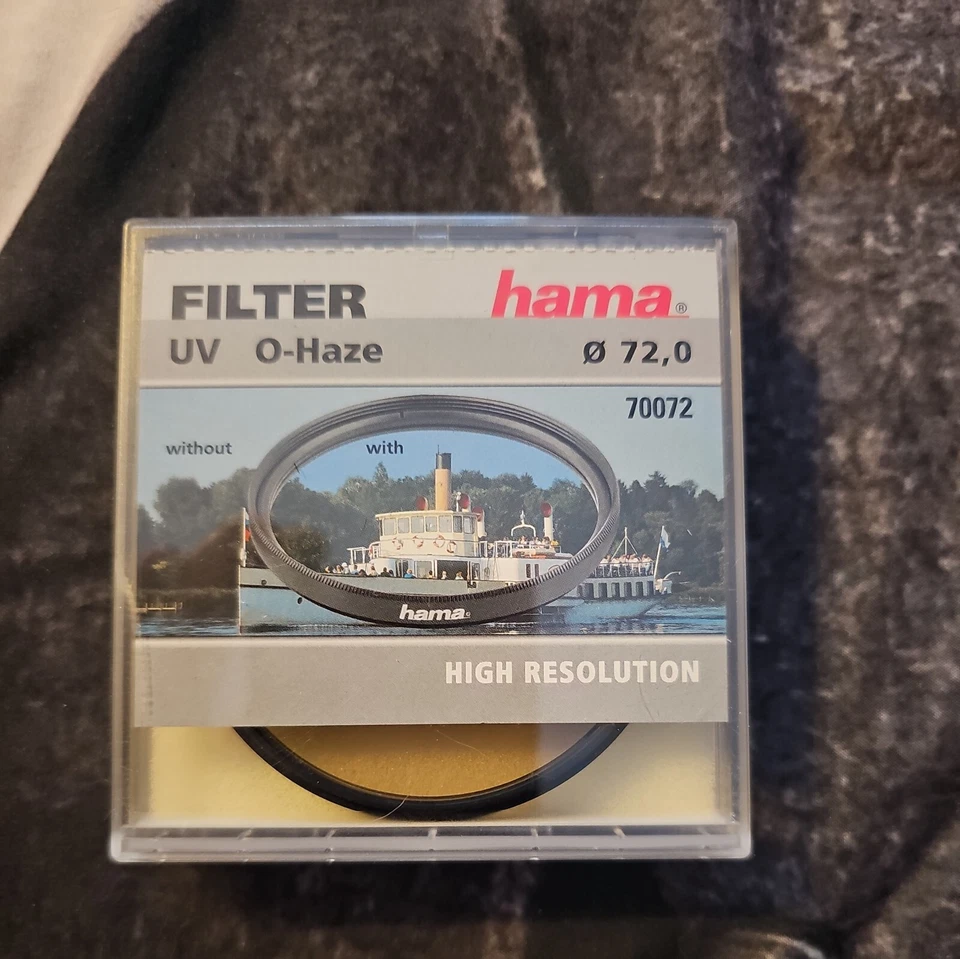 FILTER hama®
UV O-Haze Ø 72,0
70072
without with
hama®
HIGH RESOLUTION